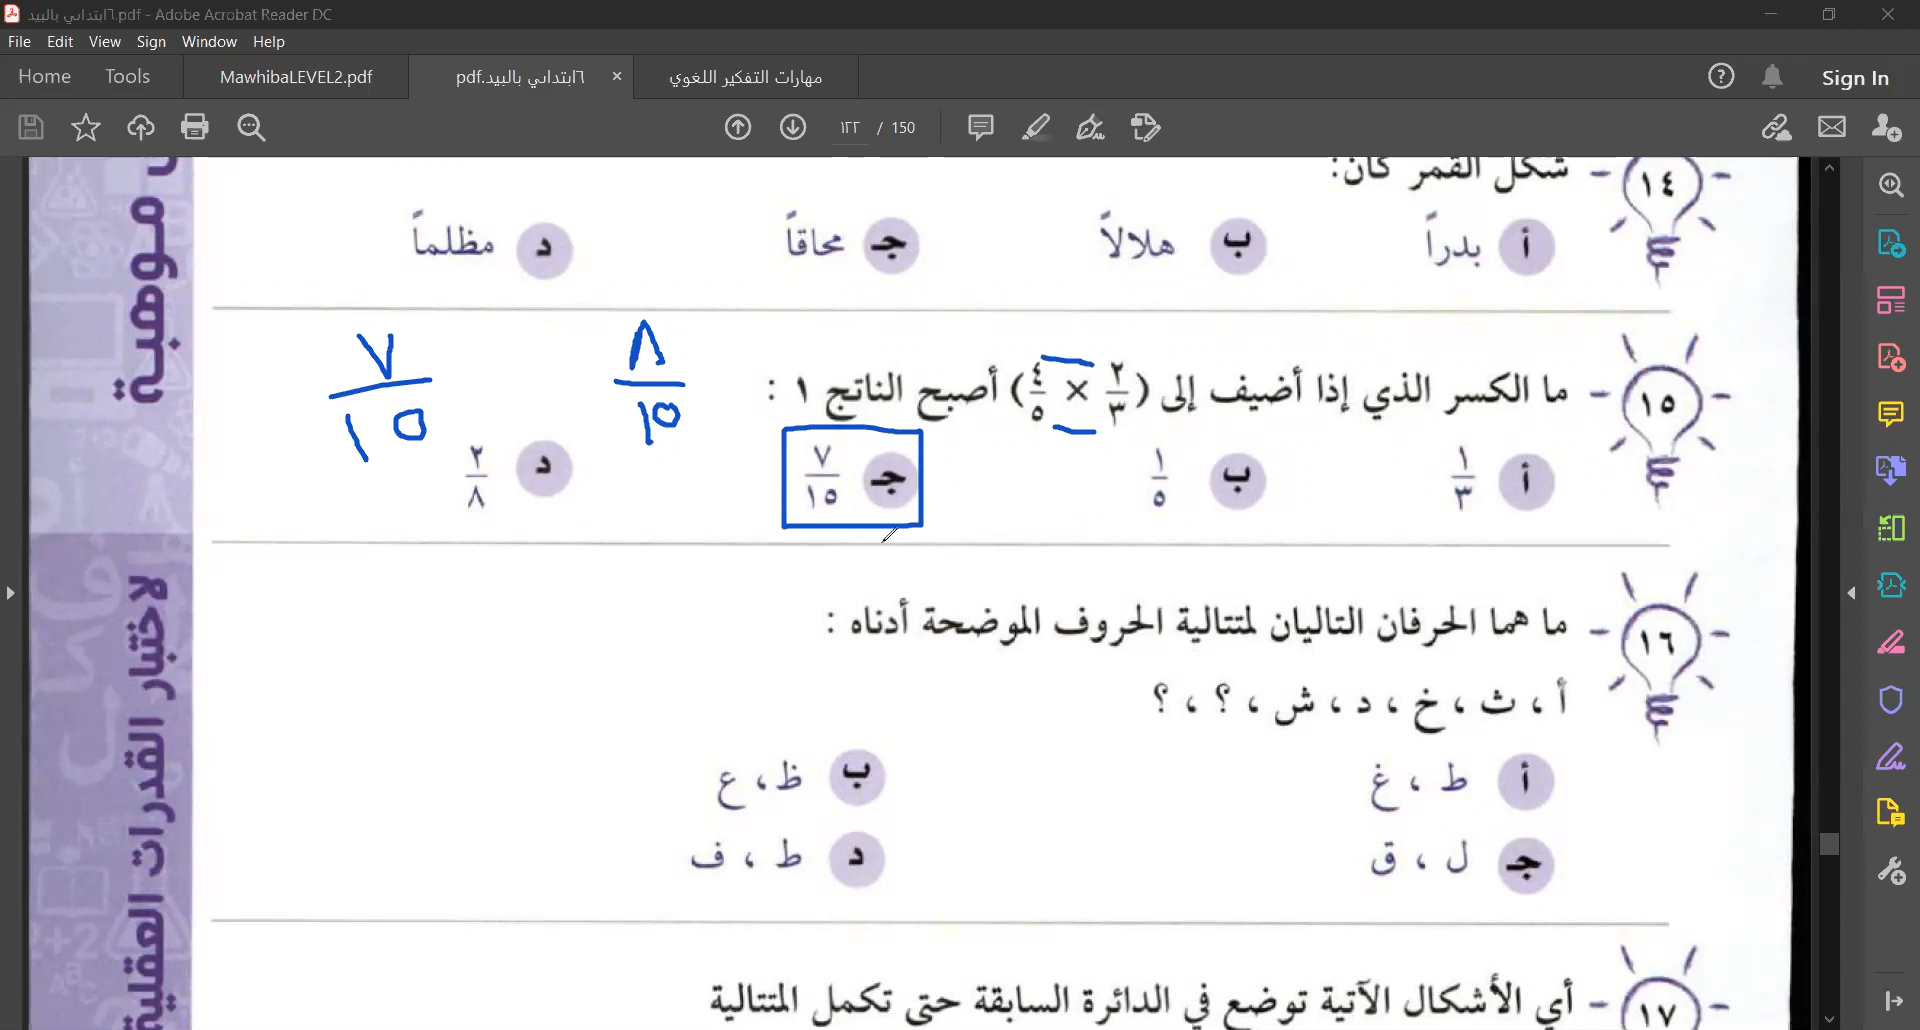 ٦ابتدائي بالبيد.pdf - Adobe Acrobat Reader DC
File Edit View Sign Window Help
Home Tools MawhibaLEVEL2.pdf ٦ابتدائي بالبيد.pdf × مهارات التفكير اللغوي ? Sign In
١٢٢ / 150
١٤ شكل القمر كان:
أ بدراً ب هلالاً جـ محاقاً د مظلماً
١٥ ما الكسر الذي إذا أضيف إلى (٢/٣ × ٤/٥) أصبح الناتج ١ :
٨/١٥ ٧/١٥
أ ١/٣ ب ١/٥ جـ ٧/١٥ د ٢/٨
١٦ ما هما الحرفان التاليان لمتتالية الحروف الموضحة أدناه :
أ ، ث ، خ ، د ، ش ، ؟ ، ؟
أ ط ، غ ب ظ ، ع
جـ ل ، ق د ط ، ف
١٧ أي الأشكال الآتية توضع في الدائرة السابقة حتى تكمل المتتالية
موهبة
لاختبار القدرات العقلية